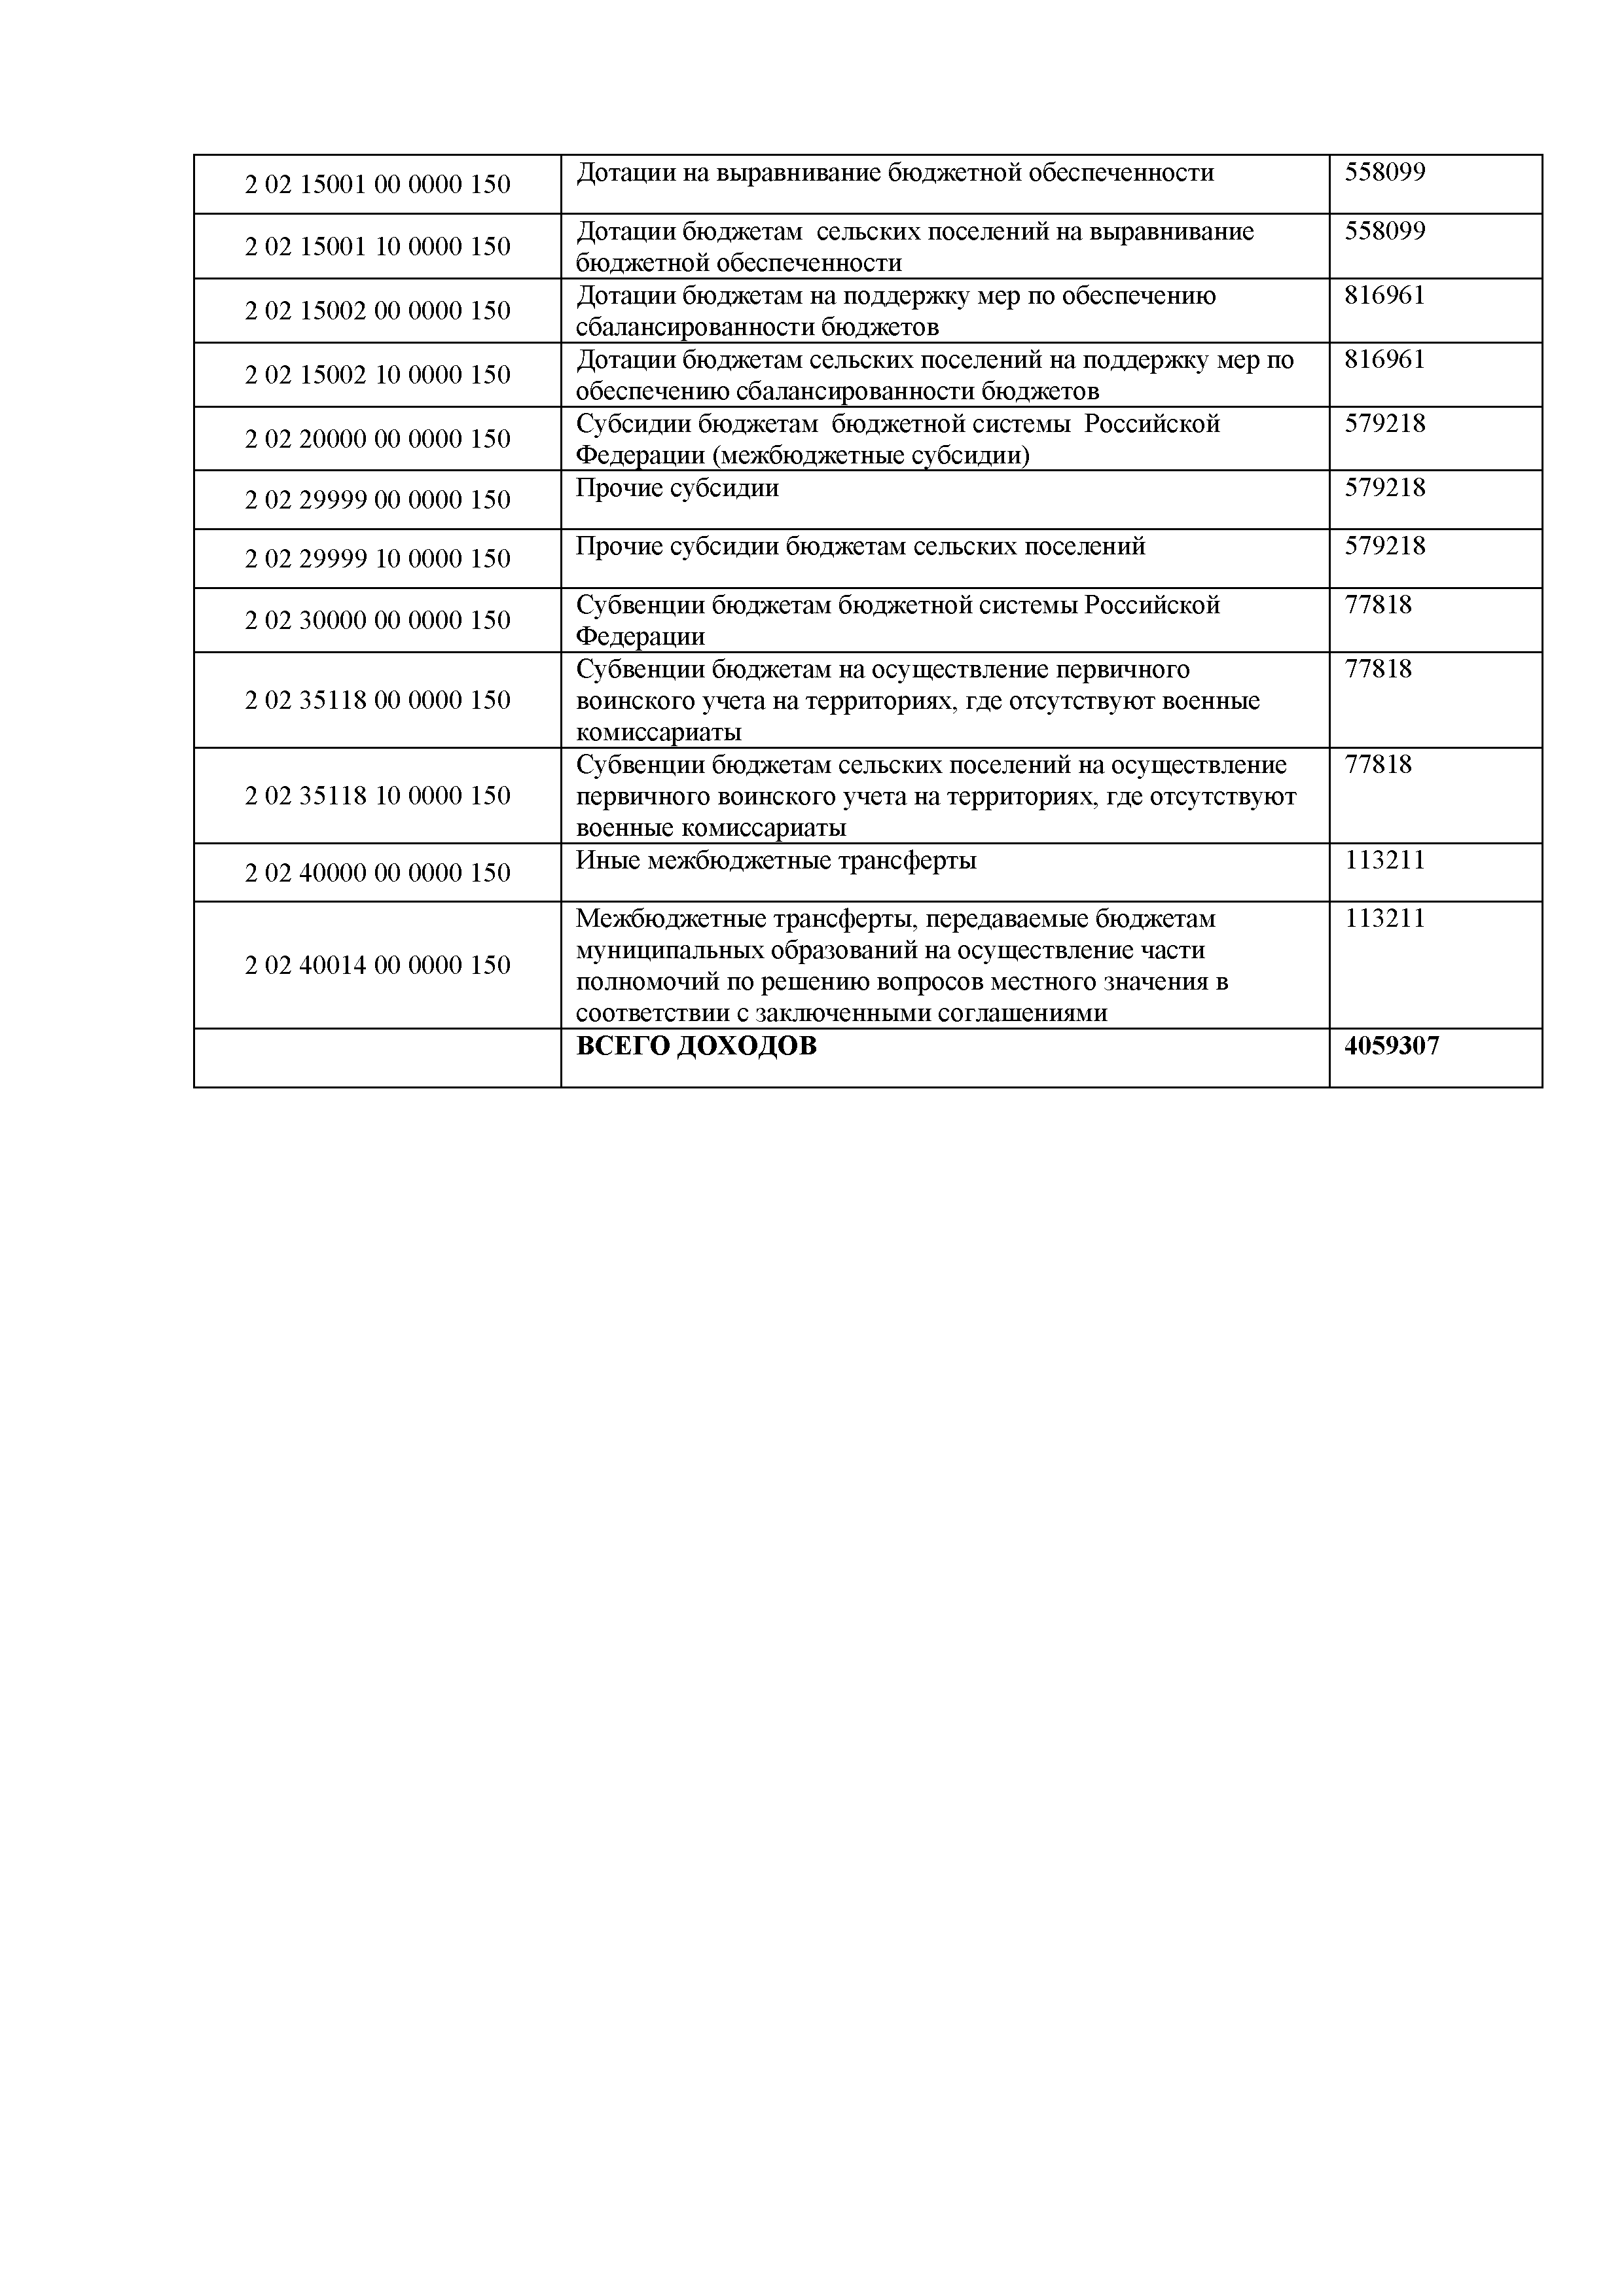 2 02 15001 00 0000 150 Дотации на выравнивание бюджетной обеспеченности 558099
2 02 15001 10 0000 150 Дотации бюджетам  сельских поселений на выравнивание 558099
бюджетной обеспеченности
2 02 15002 00 0000 150 Дотации бюджетам на поддержку мер по обеспечению 816961
сбалансированности бюджетов
2 02 15002 10 0000 150 Дотации бюджетам сельских поселений на поддержку мер по 816961
обеспечению сбалансированности бюджетов
2 02 20000 00 0000 150 Субсидии бюджетам  бюджетной системы  Российской 579218
Федерации (межбюджетные субсидии)
2 02 29999 00 0000 150 Прочие субсидии 579218
2 02 29999 10 0000 150 Прочие субсидии бюджетам сельских поселений 579218
2 02 30000 00 0000 150 Субвенции бюджетам бюджетной системы Российской 77818
Федерации
2 02 35118 00 0000 150 Субвенции бюджетам на осуществление первичного 77818
воинского учета на территориях, где отсутствуют военные
комиссариаты
2 02 35118 10 0000 150 Субвенции бюджетам сельских поселений на осуществление 77818
первичного воинского учета на территориях, где отсутствуют
военные комиссариаты
2 02 40000 00 0000 150 Иные межбюджетные трансферты 113211
2 02 40014 00 0000 150 Межбюджетные трансферты, передаваемые бюджетам 113211
муниципальных образований на осуществление части
полномочий по решению вопросов местного значения в
соответствии с заключенными соглашениями
ВСЕГО ДОХОДОВ 4059307